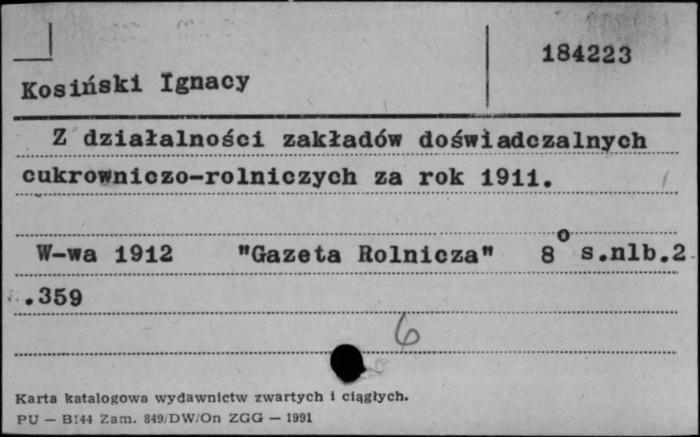 184223
Kosiński Ignacy
Z działalności zakładów doświadczalnych
cukrowniczo-rolniczych za rok 1911.
W-wa 1912 "Gazeta Rolnicza" 8° s.nlb.2
.359
6
Karta katalogowa wydawnictw zwartych i ciągłych.
PU — B144 Zam. 849/DW/On ZGG — 1991